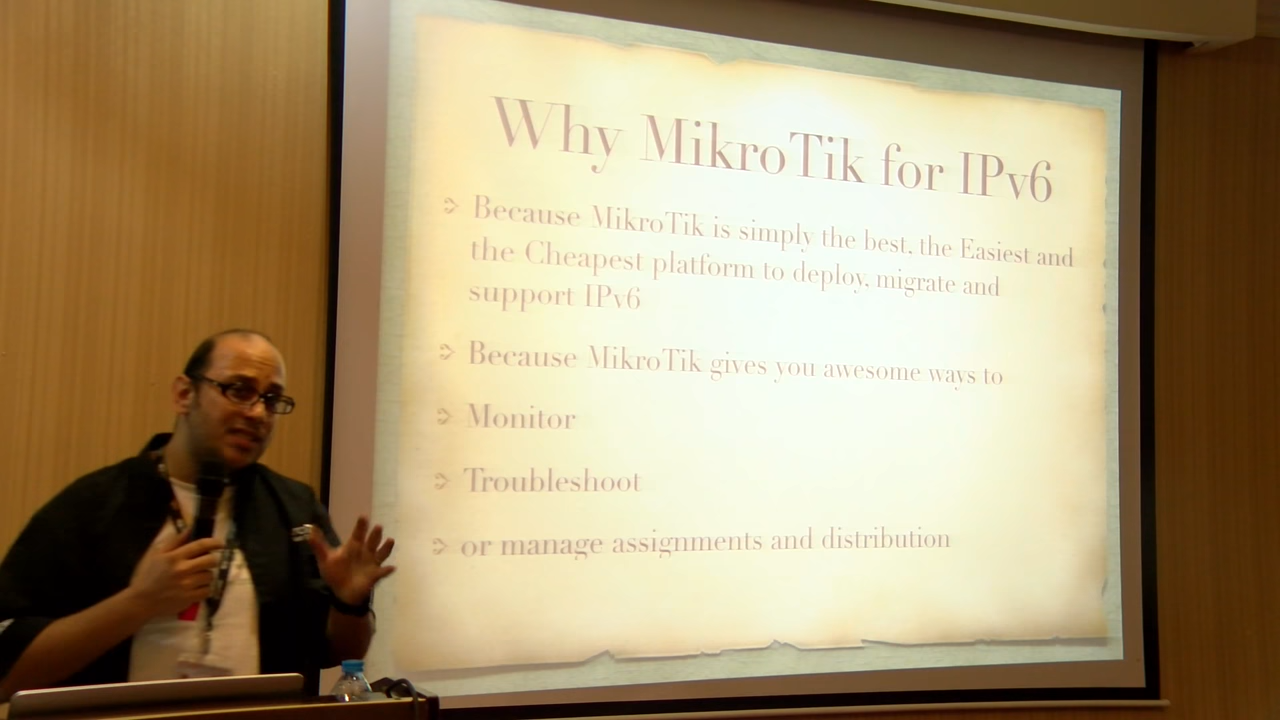 Why MikroTik for IPv6
Because MikroTik is simply the best, the Easiest and
the Cheapest platform to deploy, migrate and
support IPv6
Because MikroTik gives you awesome ways to
Monitor
Troubleshoot
or manage assignments and distribution